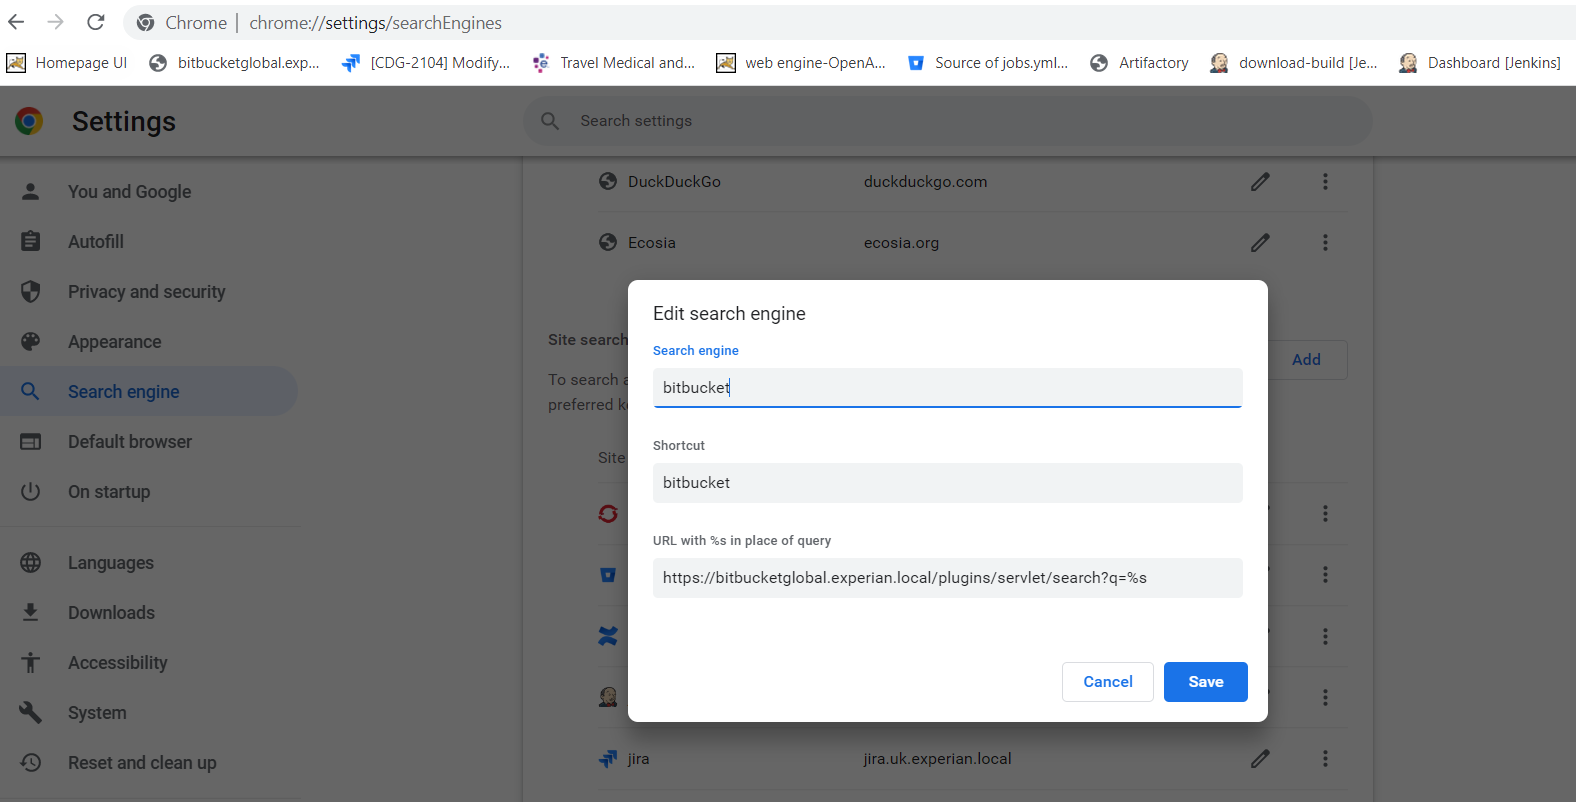 Chrome | chrome://settings/searchEngines
Homepage UI bitbucketglobal.exp... [CDG-2104] Modify... Travel Medical and... web engine-OpenA... Source of jobs.yml... Artifactory download-build [Je... Dashboard [Jenkins]
Settings
Search settings
You and Google
Autofill
Privacy and security
Appearance
Search engine
Default browser
On startup
Languages
Downloads
Accessibility
System
Reset and clean up
DuckDuckGo duckduckgo.com
Ecosia ecosia.org
Site search
To search
preferred
Site
Add
Edit search engine
Search engine
bitbucket
Shortcut
bitbucket
URL with %s in place of query
https://bitbucketglobal.experian.local/plugins/servlet/search?q=%s
Cancel Save
jira jira.uk.experian.local